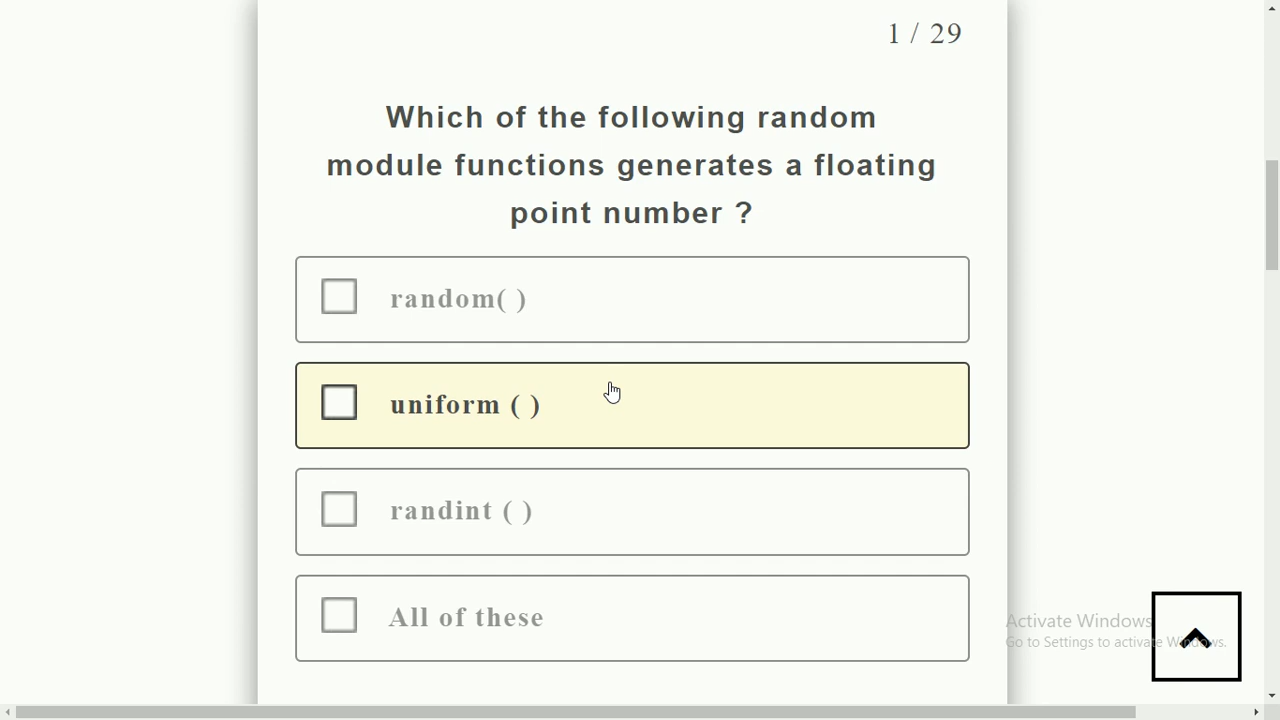 1 / 29
Which of the following random
module functions generates a floating
point number ?
random( )
uniform ( )
randint ( )
All of these
Activate Windows
Go to Settings to activate Windows.